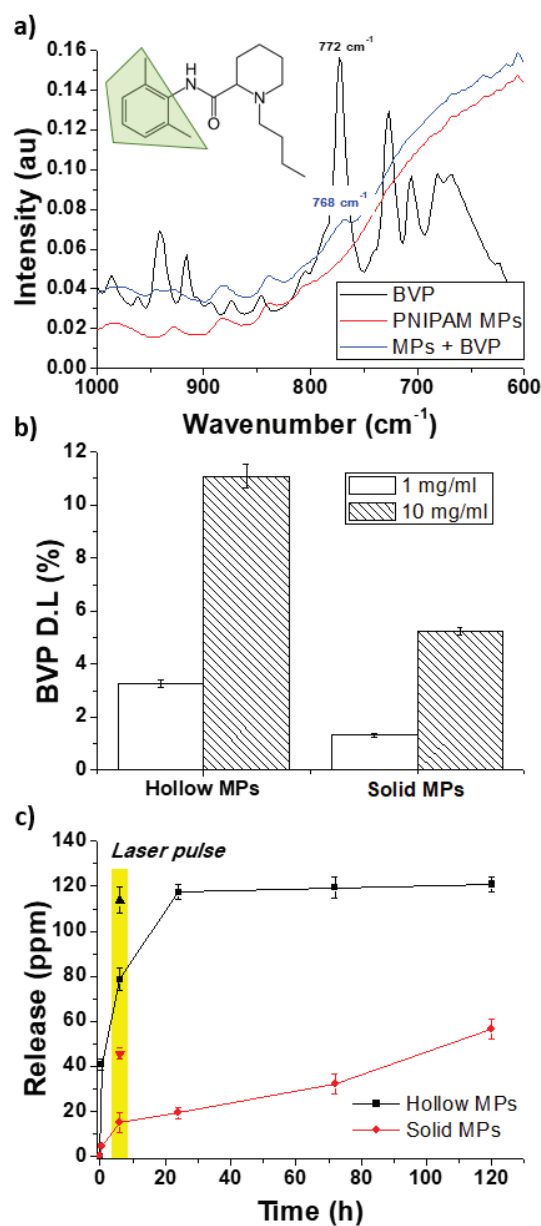 a)
772 cm⁻¹
768 cm⁻¹
NH
O
N
Intensity (au)
0.16
0.14
0.12
0.10
0.08
0.06
0.04
0.02
0.00
BVP
PNIPAM MPs
MPs + BVP
1000 900 800 700 600
Wavenumber (cm⁻¹)
b)
BVP D.L (%)
12
10
8
6
4
2
0
1 mg/ml
10 mg/ml
Hollow MPs Solid MPs
c)
Laser pulse
Release (ppm)
140
120
100
80
60
40
20
0
Hollow MPs
Solid MPs
0 20 40 60 80 100 120
Time (h)